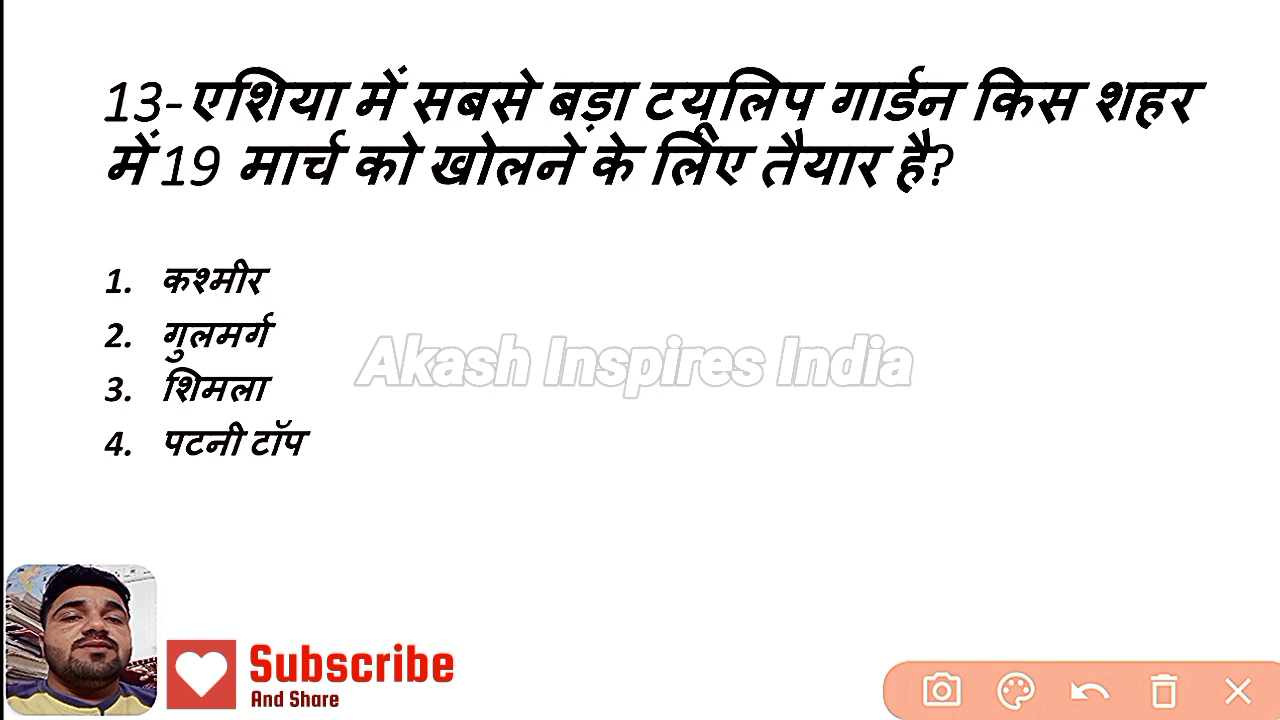 13-एशिया में सबसे बड़ा टयूलिप गार्डन किस शहर
में 19 मार्च को खोलने के लिए तैयार है?
1. कश्मीर
2. गुलमर्ग
Akash Inspires India
3. शिमला
4. पटनी टॉप
Subscribe
And Share